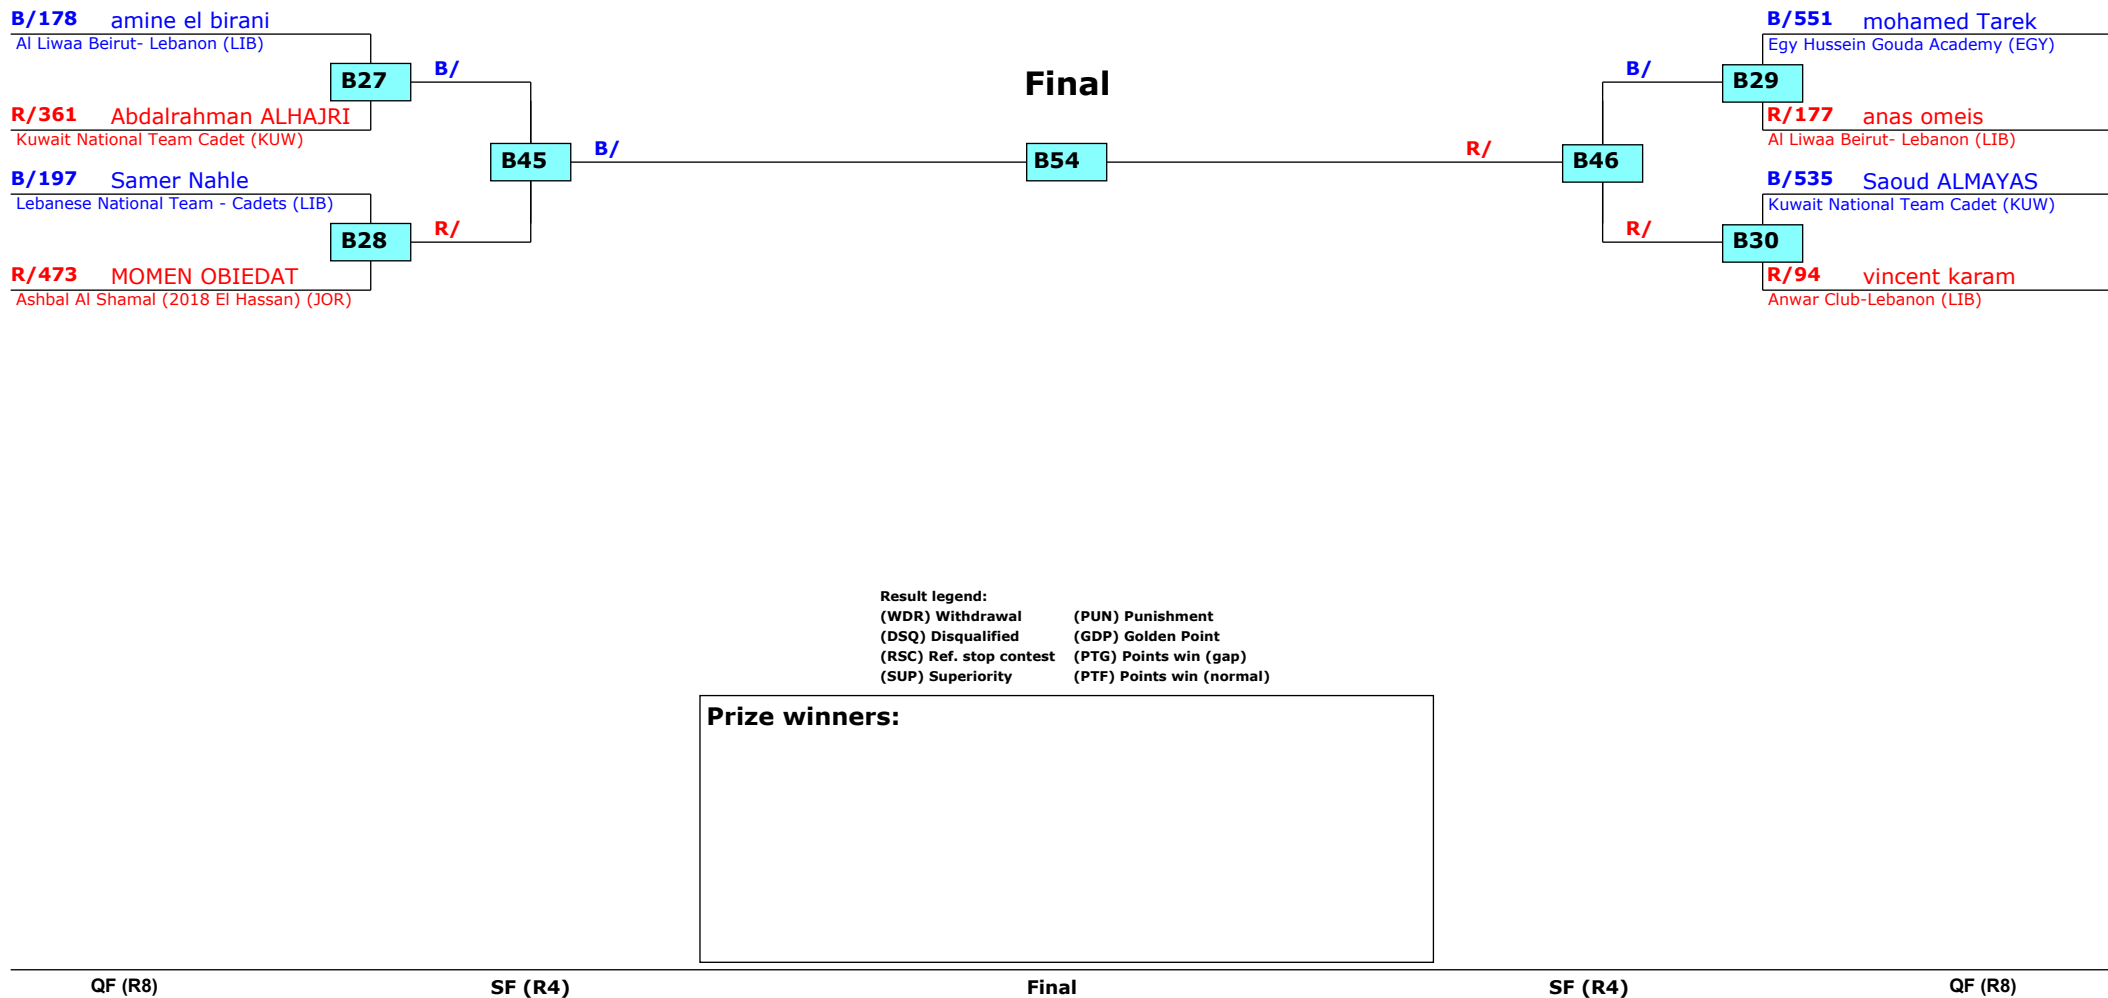 B/178 amine el birani
Al Liwaa Beirut- Lebanon (LIB)
B27
B/
R/361 Abdalrahman ALHAJRI
Kuwait National Team Cadet (KUW)
B45
B/
B/197 Samer Nahle
Lebanese National Team - Cadets (LIB)
B28
R/
R/473 MOMEN OBIEDAT
Ashbal Al Shamal (2018 El Hassan) (JOR)
Final
B54
B/551 mohamed Tarek
Egy Hussein Gouda Academy (EGY)
B/
B29
R/177 anas omeis
Al Liwaa Beirut- Lebanon (LIB)
R/
B46
B/535 Saoud ALMAYAS
Kuwait National Team Cadet (KUW)
R/
B30
R/94 vincent karam
Anwar Club-Lebanon (LIB)
Result legend:
(WDR) Withdrawal (PUN) Punishment
(DSQ) Disqualified (GDP) Golden Point
(RSC) Ref. stop contest (PTG) Points win (gap)
(SUP) Superiority (PTF) Points win (normal)
Prize winners:
QF (R8) SF (R4) Final SF (R4) QF (R8)